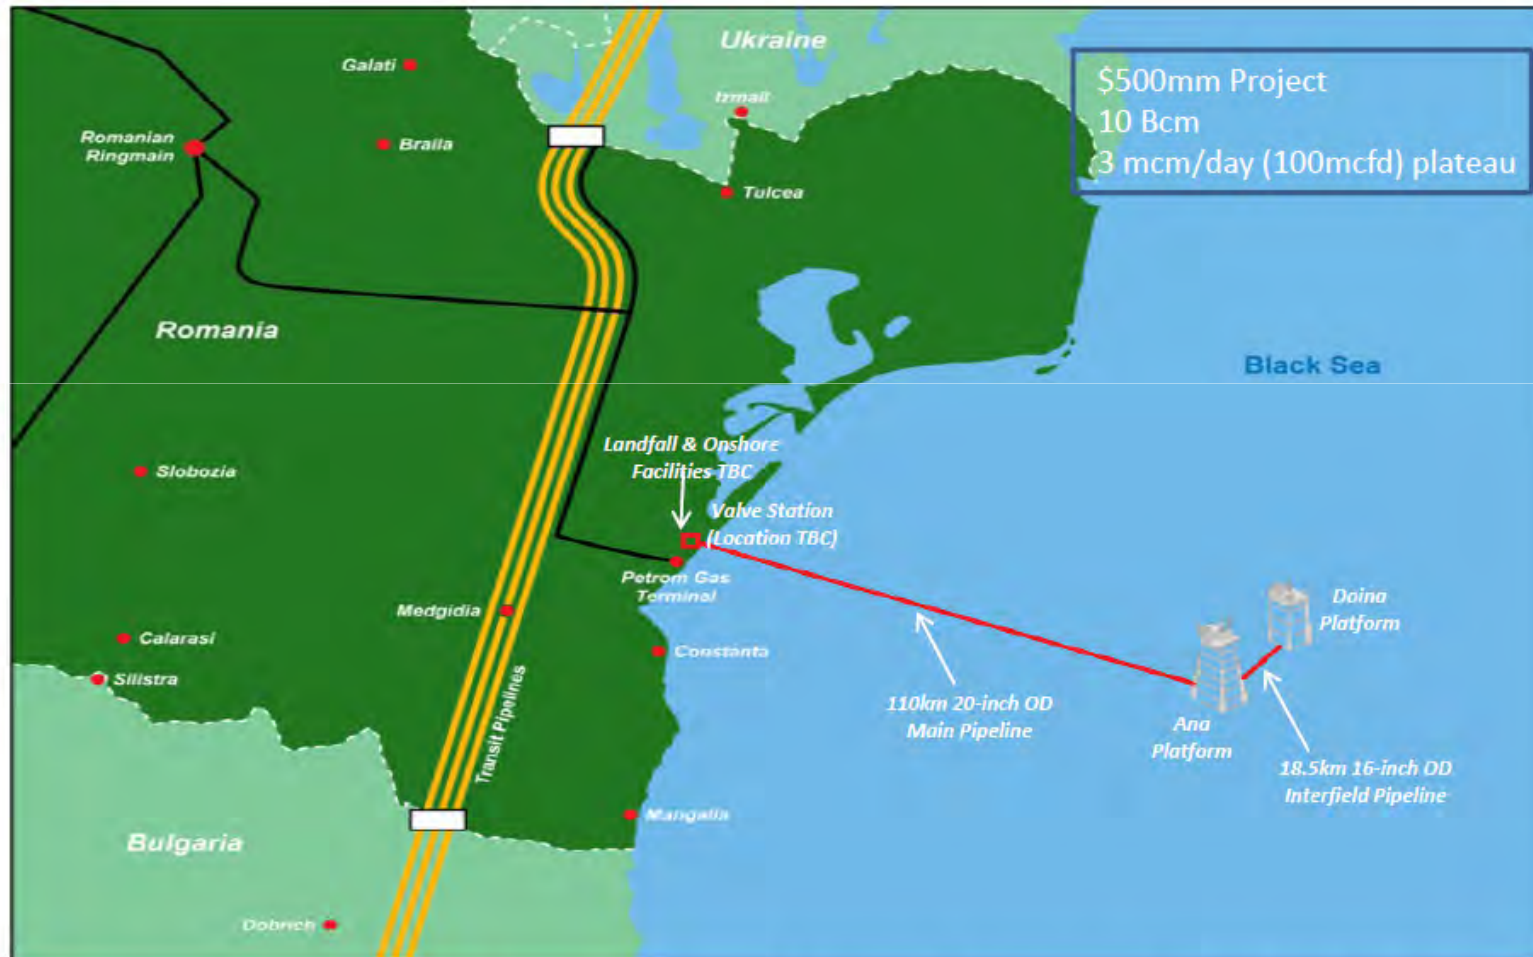 Ukraine
$500mm Project
10 Bcm
3 mcm/day (100mcfd) plateau
Galati
Izmail
Romanian
Ringmain
Braila
Tulcea
Romania
Black Sea
Landfall & Onshore
Facilities TBC
Slobozia
Valve Station
(Location TBC)
Petrom Gas
Terminal
Doina
Platform
Medgidia
Calarasi
Constanta
Silistra
110km 20-inch OD
Main Pipeline
Ana
Platform
Transit Pipelines
18.5km 16-inch OD
Interfield Pipeline
Mangalia
Bulgaria
Dobrich